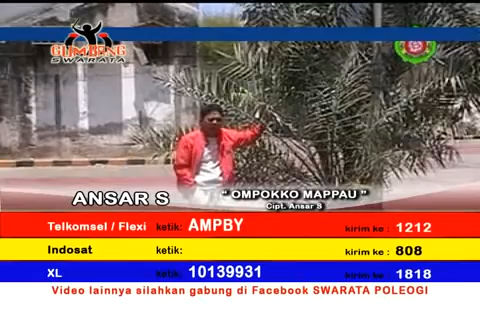 GUMBANG
SWARATA
ANSAR S
" OMPOKKO MAPPAU "
Cipt. Ansar S
Telkomsel / Flexi ketik: AMPBY kirim ke : 1212
Indosat ketik: kirim ke : 808
XL ketik: 10139931 kirim ke : 1818
Video lainnya silahkan gabung di Facebook SWARATA POLEOGI